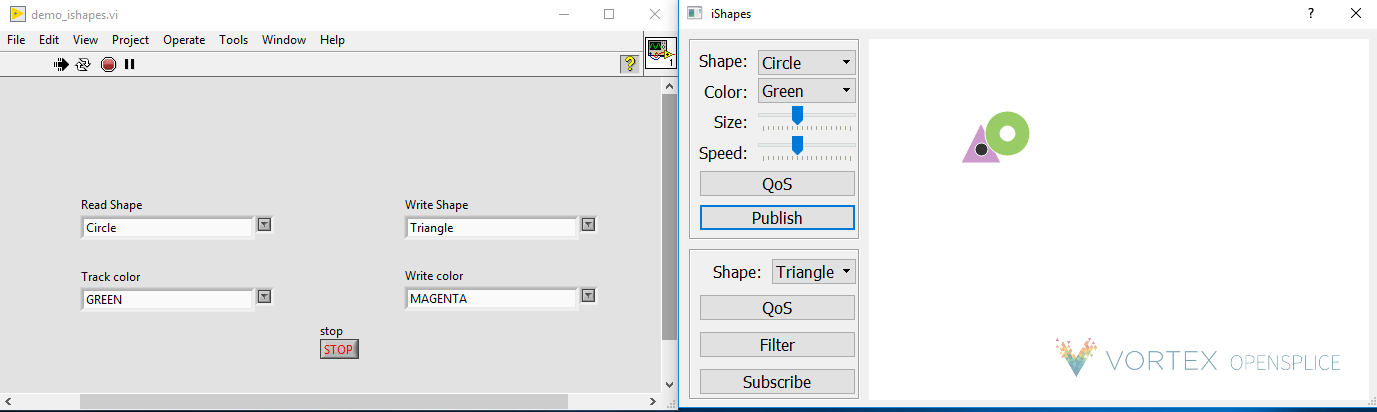 demo_ishapes.vi
File Edit View Project Operate Tools Window Help
? 1
Read Shape
Circle
Write Shape
Triangle
Track color
GREEN
Write color
MAGENTA
stop
STOP
iShapes ?
Shape: Circle
Color: Green
Size:
Speed:
QoS
Publish
Shape: Triangle
QoS
Filter
Subscribe
VORTEX OPENSPLICE